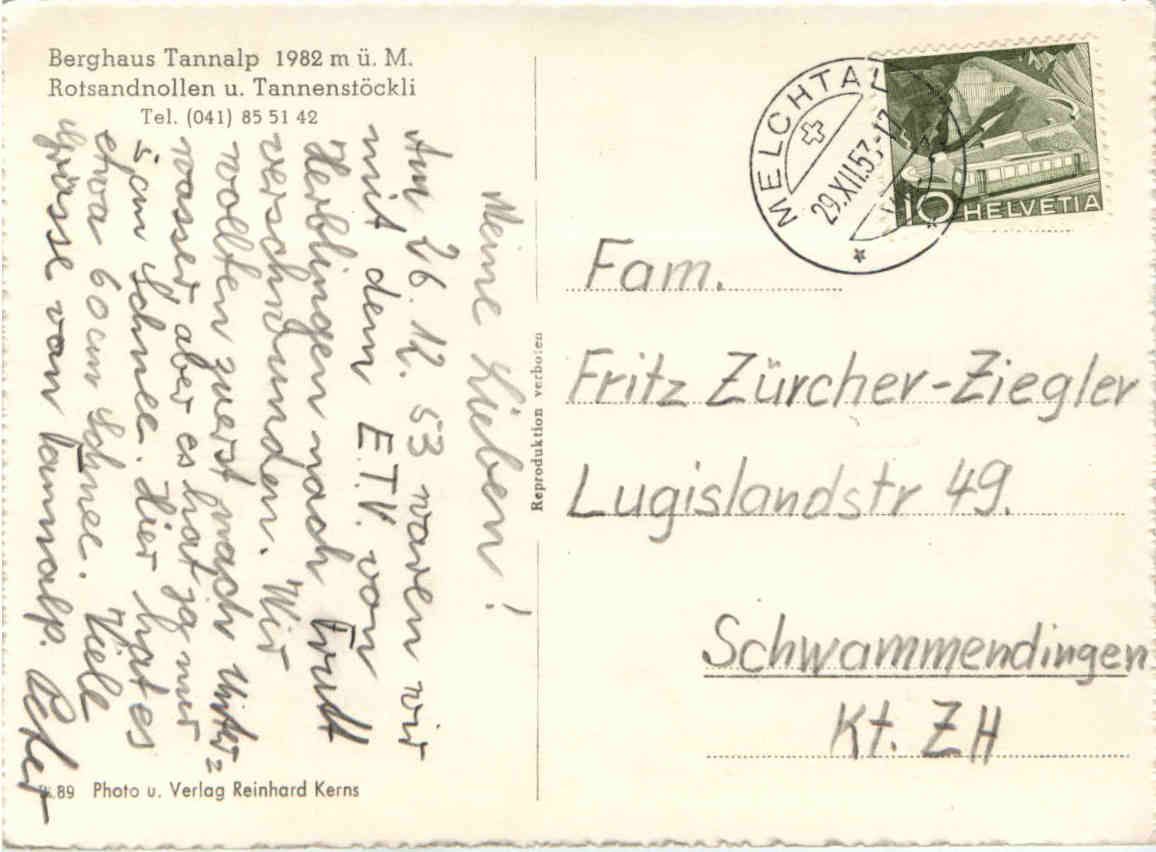 Berghaus Tannalp 1982 m ü. M.
Rotsandnollen u. Tannenstöckli
Tel. (041) 85 51 42
Meine Lieben!
Am 26. 12. 53 waren wir
mit dem E.T.V. von
Herblingen nach Frutt
verschwunden. Wir
wollten zuerst nach Unter=
wasser aber es hat ja nur
5 cm Schnee. Hier hat es
etwa 60 cm Schnee. Viele
Grüsse von Tannalp. Peter
89 Photo u. Verlag Reinhard Kerns
Reproduktion verboten
MELCHTAL
29.XII.53
10 HELVETIA
Fam.
Fritz Zürcher-Ziegler
Lugislandstr 49.
Schwammendingen
Kt. ZH